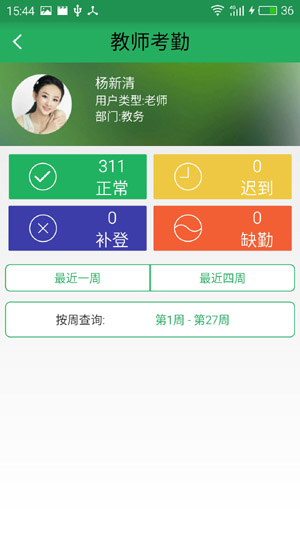 15:44
4G
36
教师考勤
杨新清
用户类型:老师
部门:教务
311
正常
0
迟到
0
补登
0
缺勤
最近一周
最近四周
按周查询:
第1周 - 第27周